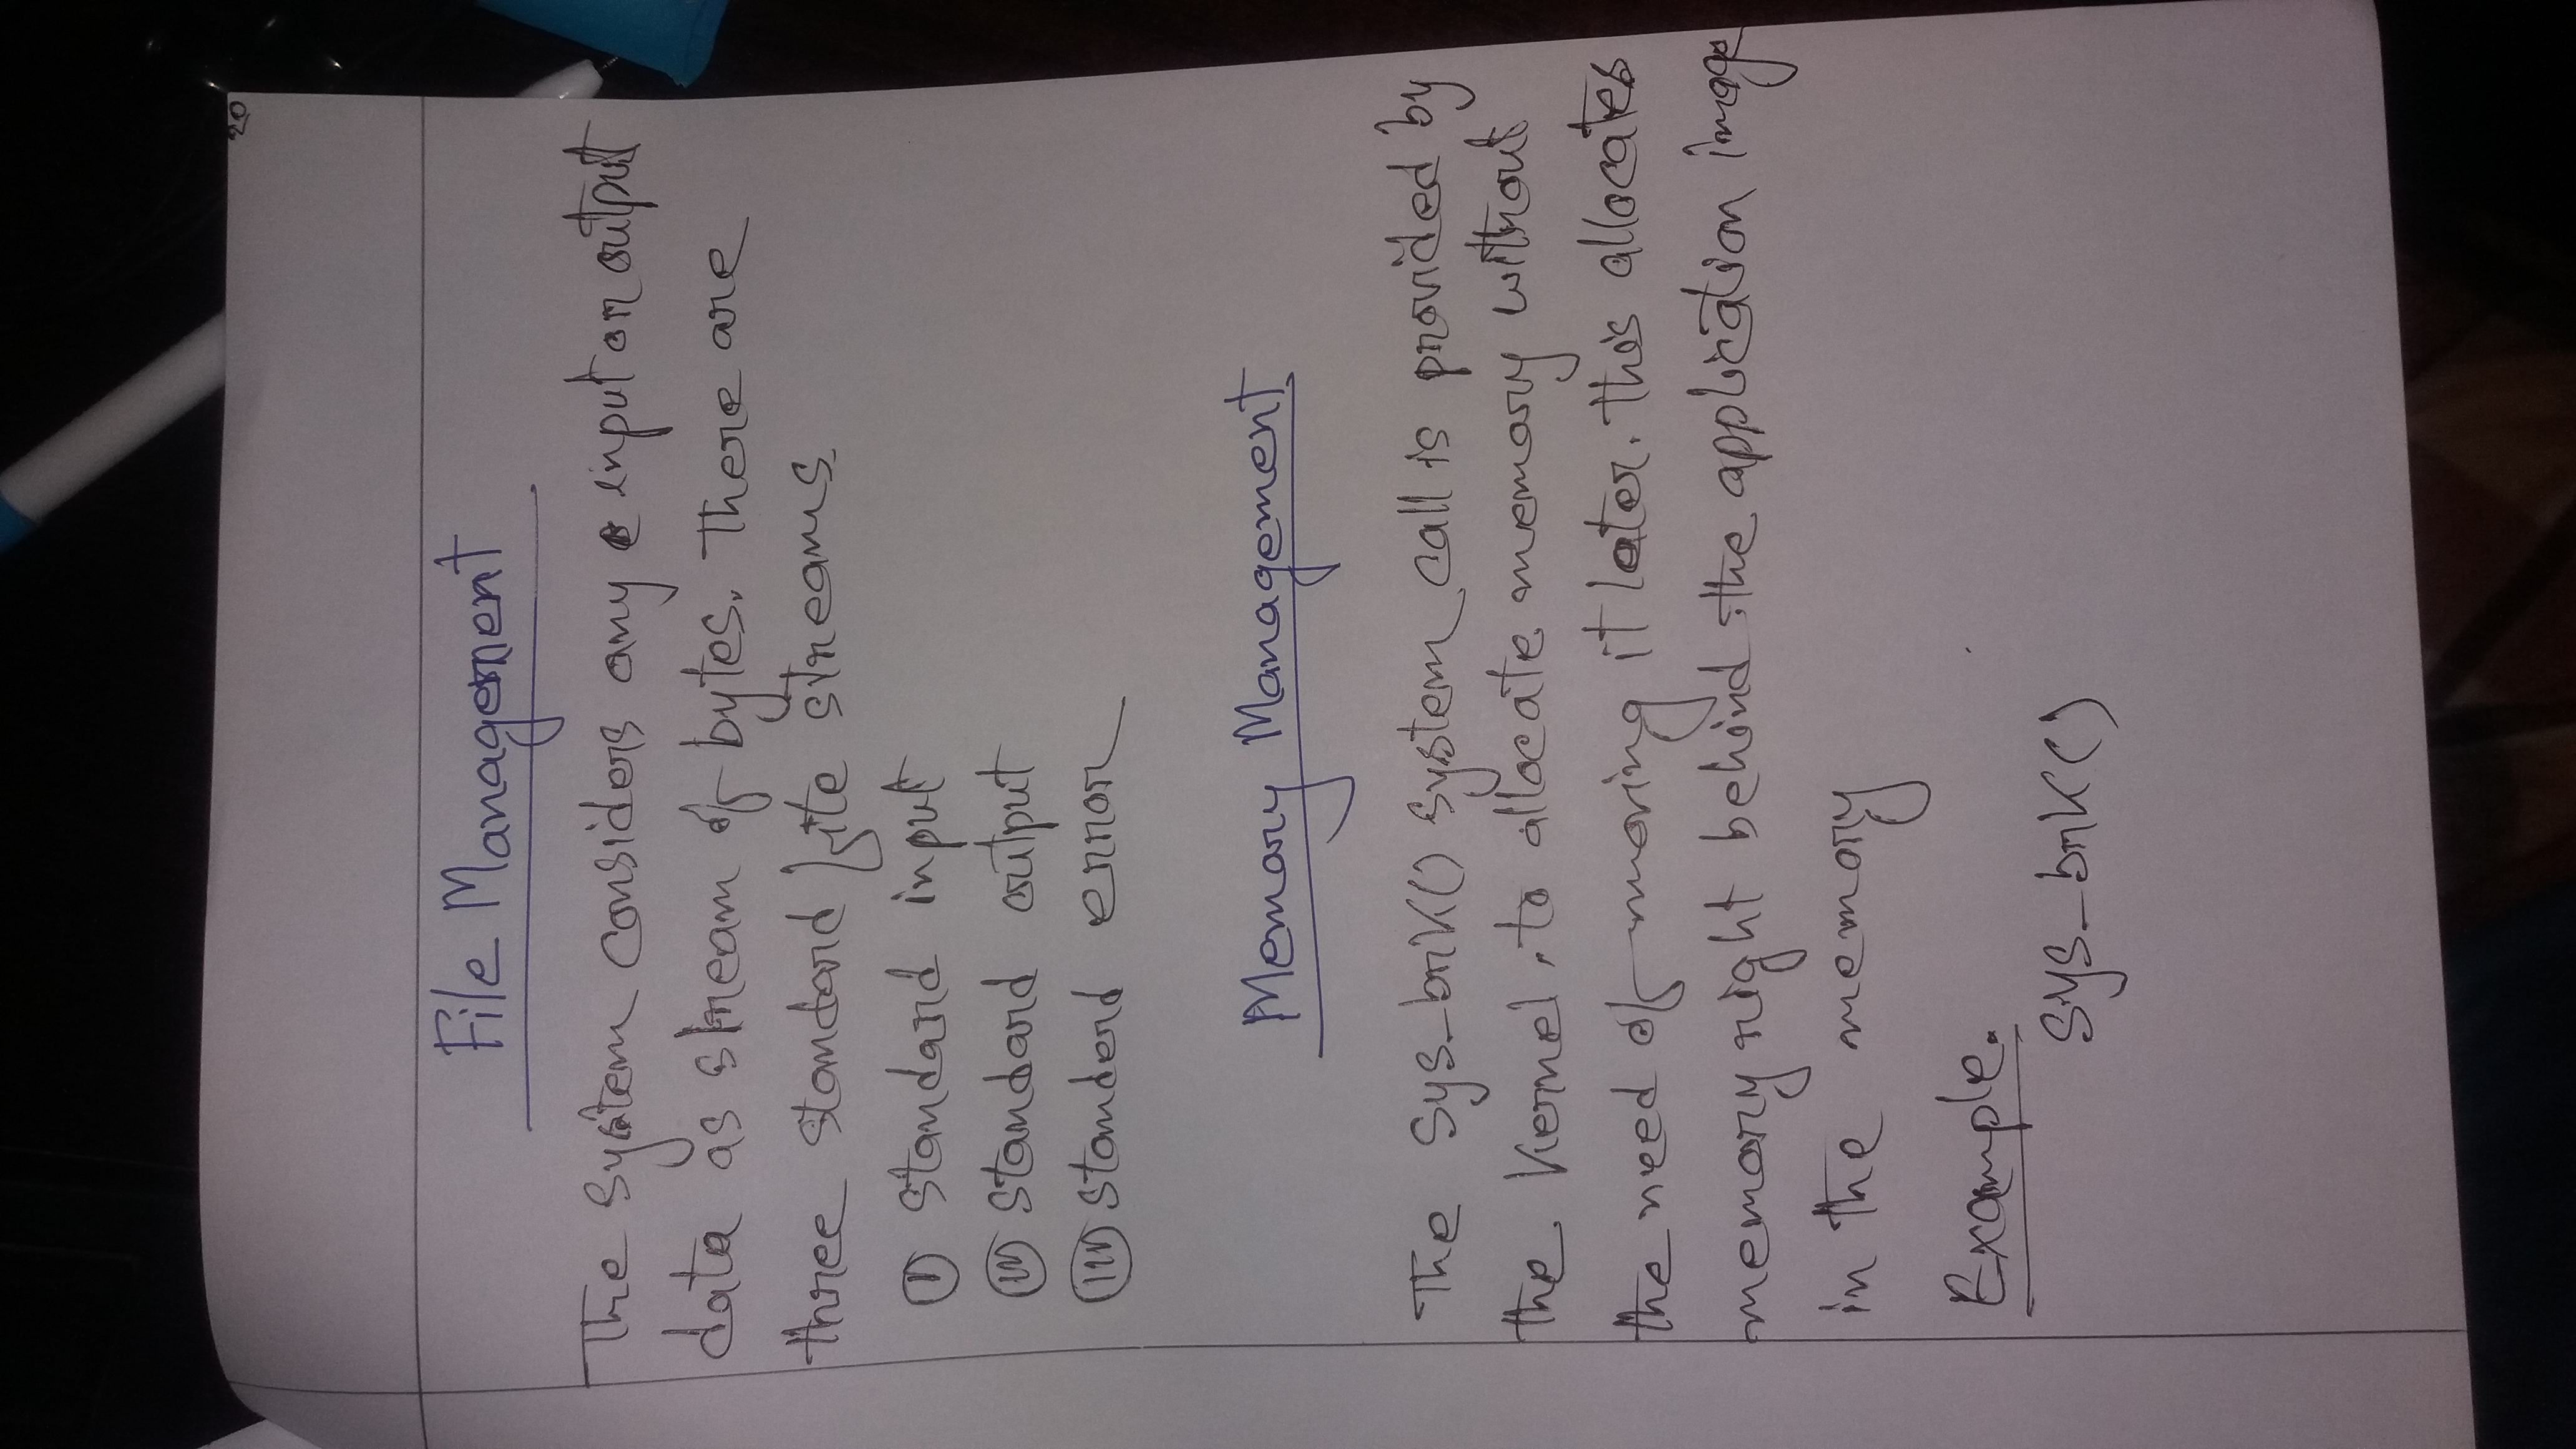 20
File Management
The system considers any input or output
data as stream of bytes. There are
three standard file streams.
(i) Standard input
(ii) Standard output
(iii) Standerd error
Memory Management
The sys_brk() system call is provided by
the kernel, to allocate memory without
the need of moving it later. this allocates
memory right behind the application image
in the memory
Example.
sys_brk()